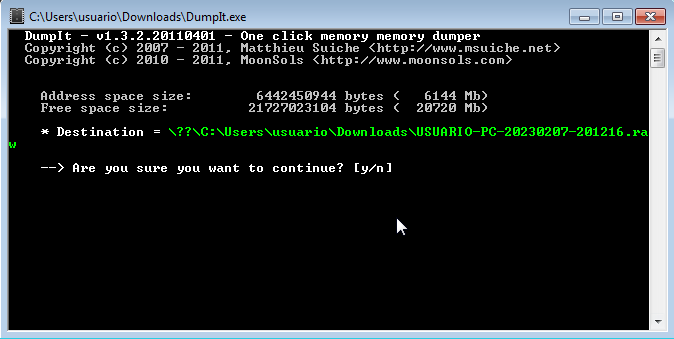 C:\Users\usuario\Downloads\DumpIt.exe
DumpIt - v1.3.2.20110401 - One click memory memory dumper
Copyright (c) 2007 - 2011, Matthieu Suiche <http://www.msuiche.net>
Copyright (c) 2010 - 2011, MoonSols <http://www.moonsols.com>
Address space size:        6442450944 bytes (   6144 Mb)
Free space size:          21727023104 bytes (  20720 Mb)
* Destination = \??\C:\Users\usuario\Downloads\USUARIO-PC-20230207-201216.ra
w
--> Are you sure you want to continue? [y/n]